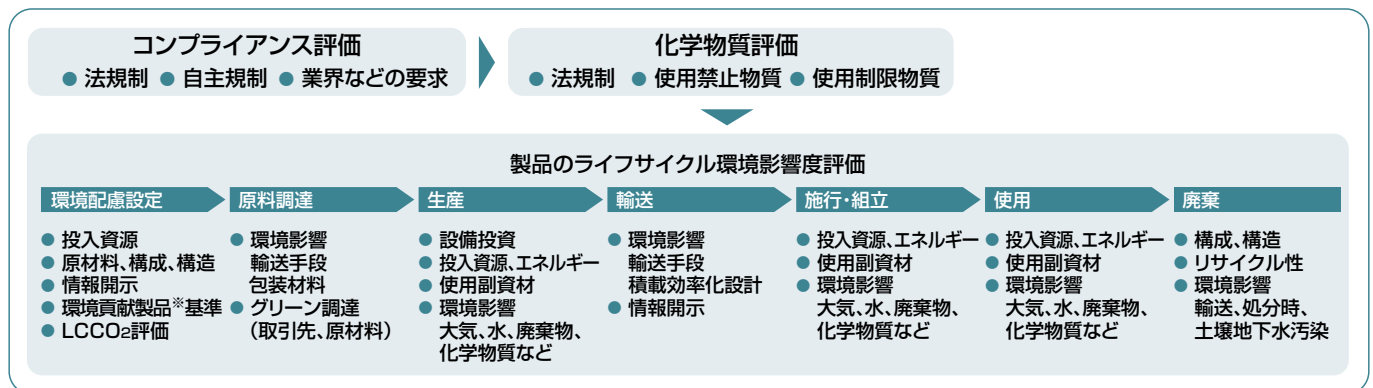 コンプライアンス評価
● 法規制 ● 自主規制 ● 業界などの要求
化学物質評価
● 法規制 ● 使用禁止物質 ● 使用制限物質
製品のライフサイクル環境影響度評価
環境配慮設定
● 投入資源
● 原材料、構成、構造
● 情報開示
● 環境貢献製品※基準
● LCCO2評価
原料調達
● 環境影響
輸送手段
包装材料
● グリーン調達
(取引先、原材料)
生産
● 設備投資
● 投入資源、エネルギー
● 使用副資材
● 環境影響
大気、水、廃棄物、
化学物質など
輸送
● 環境影響
輸送手段
積載効率化設計
● 情報開示
施行・組立
● 投入資源、エネルギー
● 使用副資材
● 環境影響
大気、水、廃棄物、
化学物質など
使用
● 投入資源、エネルギー
● 使用副資材
● 環境影響
大気、水、廃棄物、
化学物質など
廃棄
● 構成、構造
● リサイクル性
● 環境影響
輸送、処分時、
土壌地下水汚染